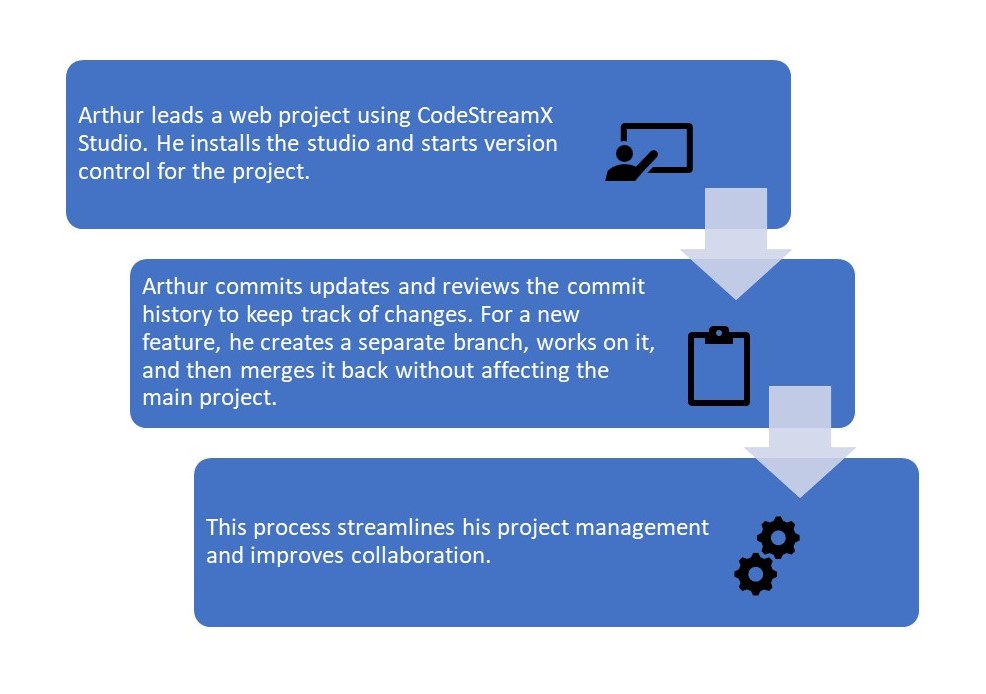 Arthur leads a web project using CodeStreamX
Studio. He installs the studio and starts version
control for the project.
Arthur commits updates and reviews the commit
history to keep track of changes. For a new
feature, he creates a separate branch, works on it,
and then merges it back without affecting the
main project.
This process streamlines his project management
and improves collaboration.